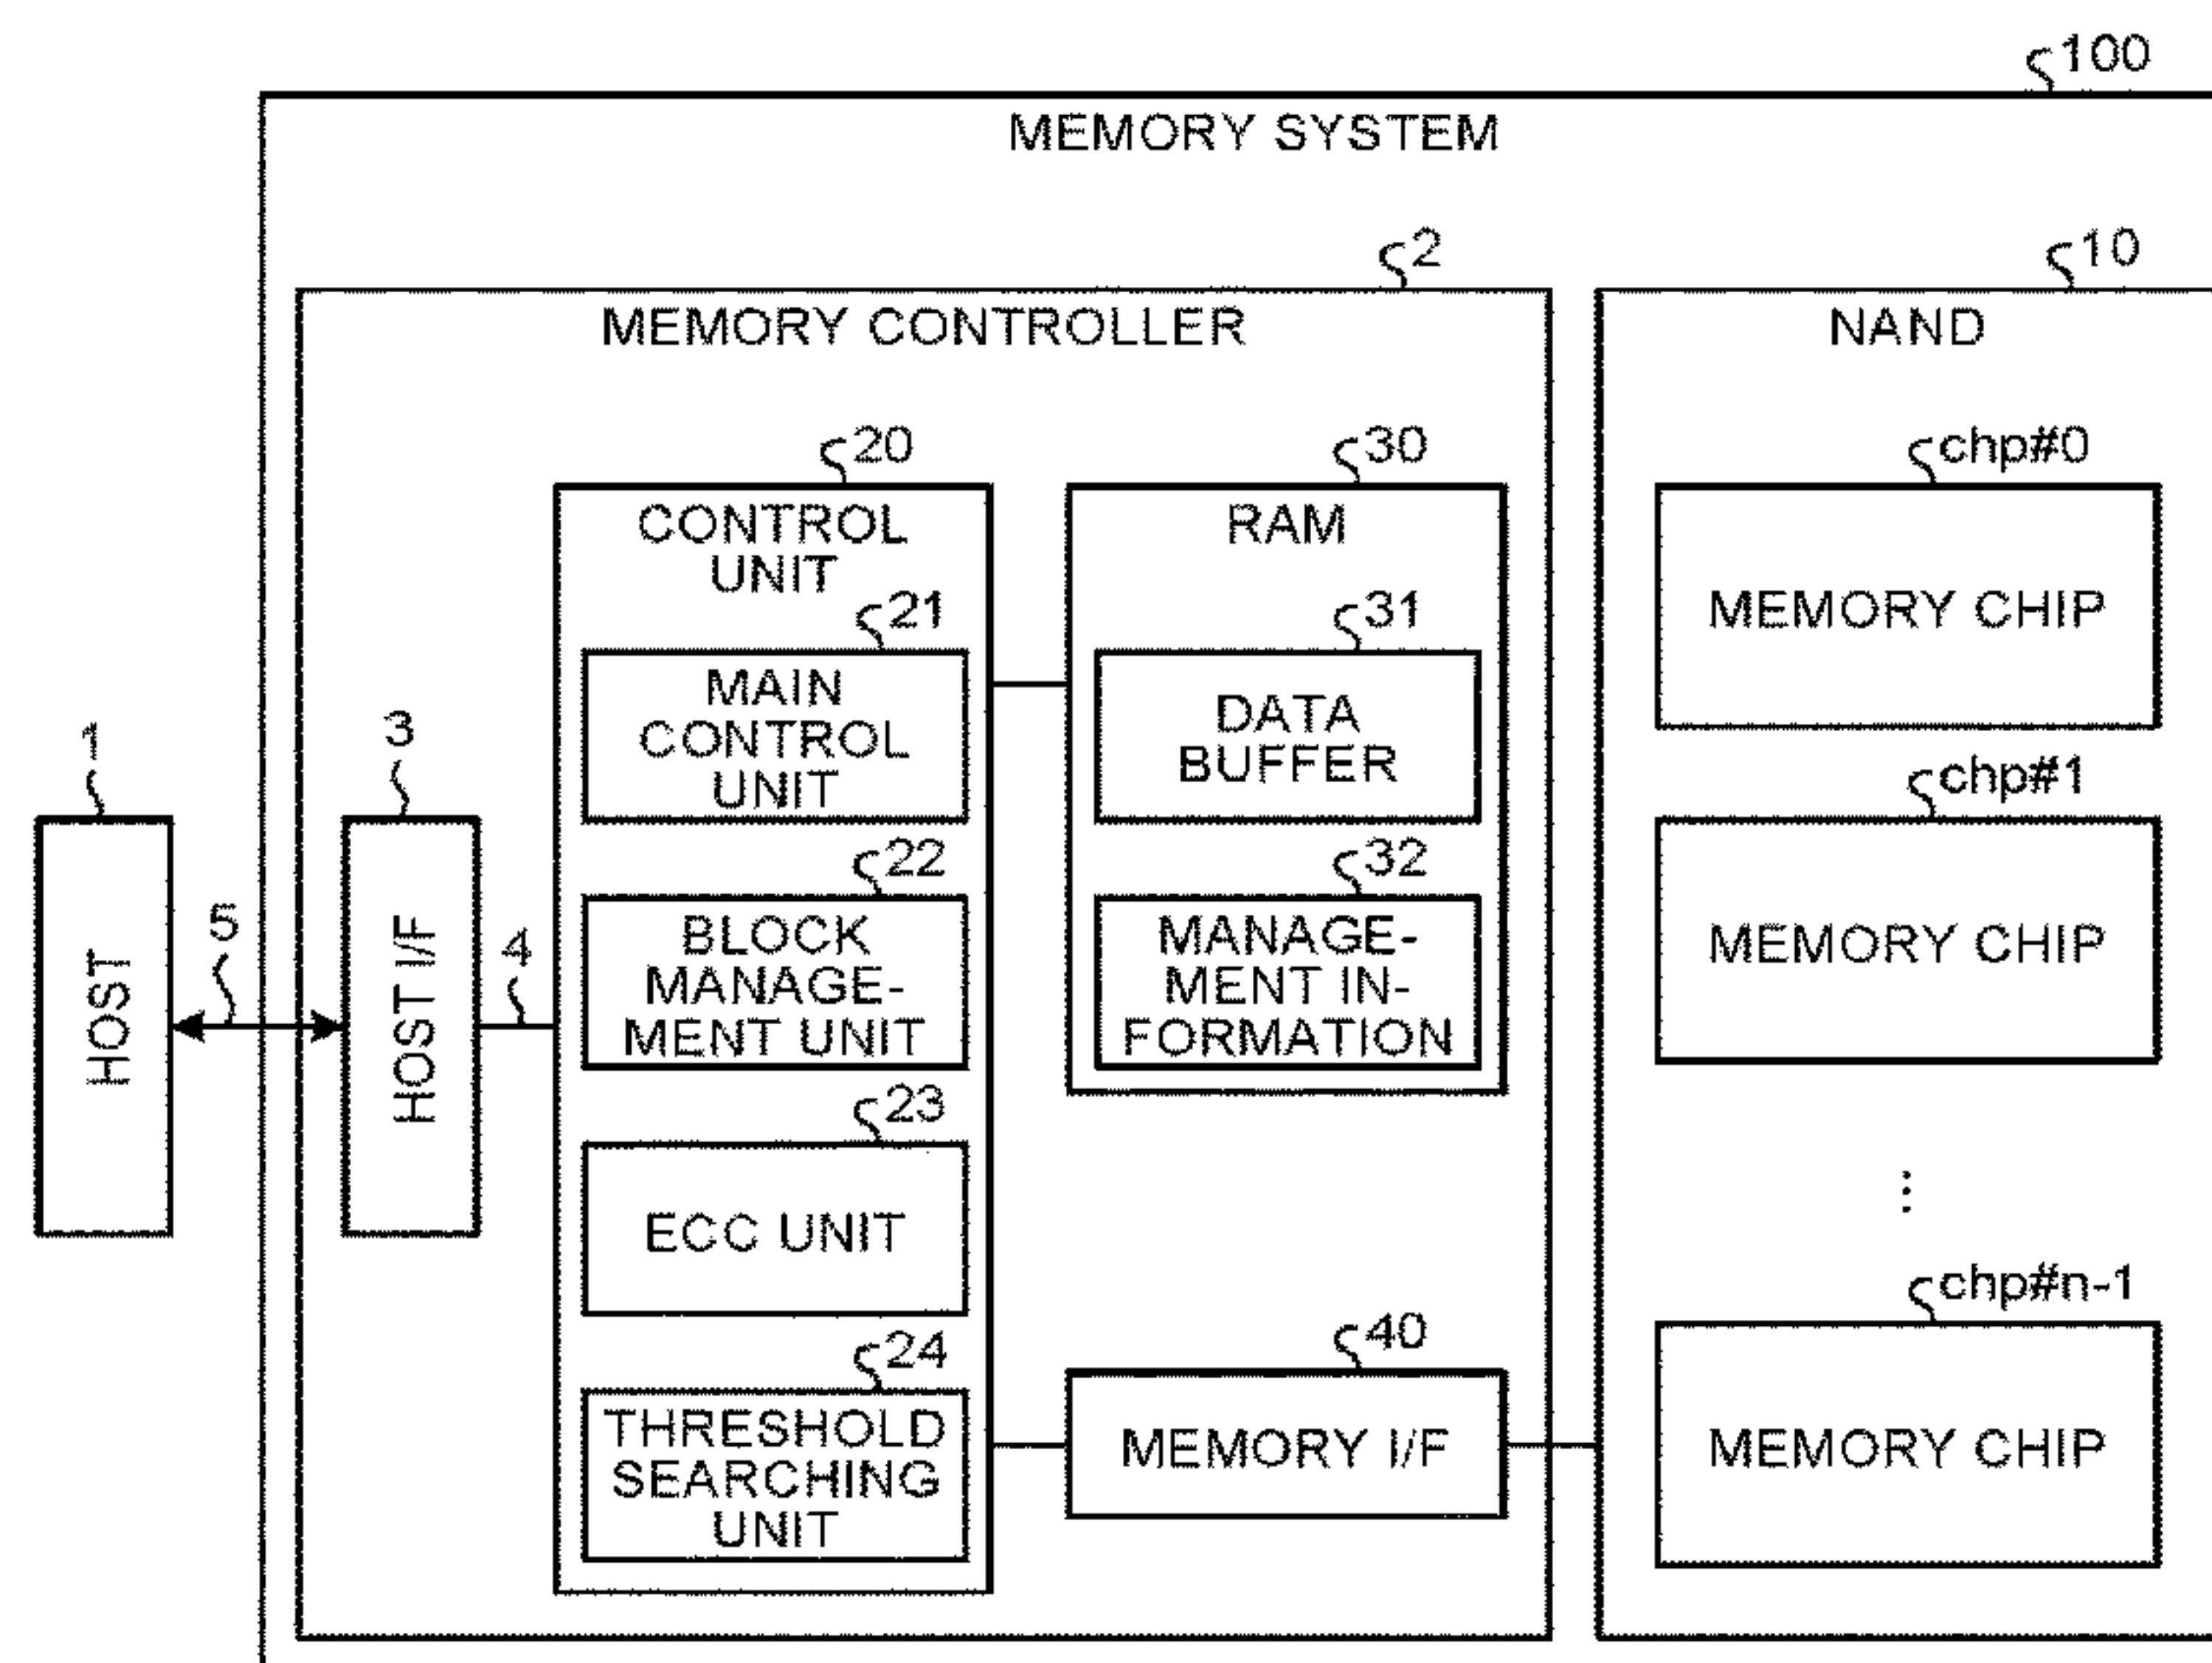 100
MEMORY SYSTEM
2
MEMORY CONTROLLER
10
NAND
20
CONTROL
UNIT
21
MAIN
CONTROL
UNIT
22
BLOCK
MANAGE-
MENT UNIT
23
ECC UNIT
24
THRESHOLD
SEARCHING
UNIT
30
RAM
31
DATA
BUFFER
32
MANAGE-
MENT IN-
FORMATION
40
MEMORY I/F
chp#0
MEMORY CHIP
chp#1
MEMORY CHIP
⋮
chp#n-1
MEMORY CHIP
1
HOST
5
3
HOST I/F
4